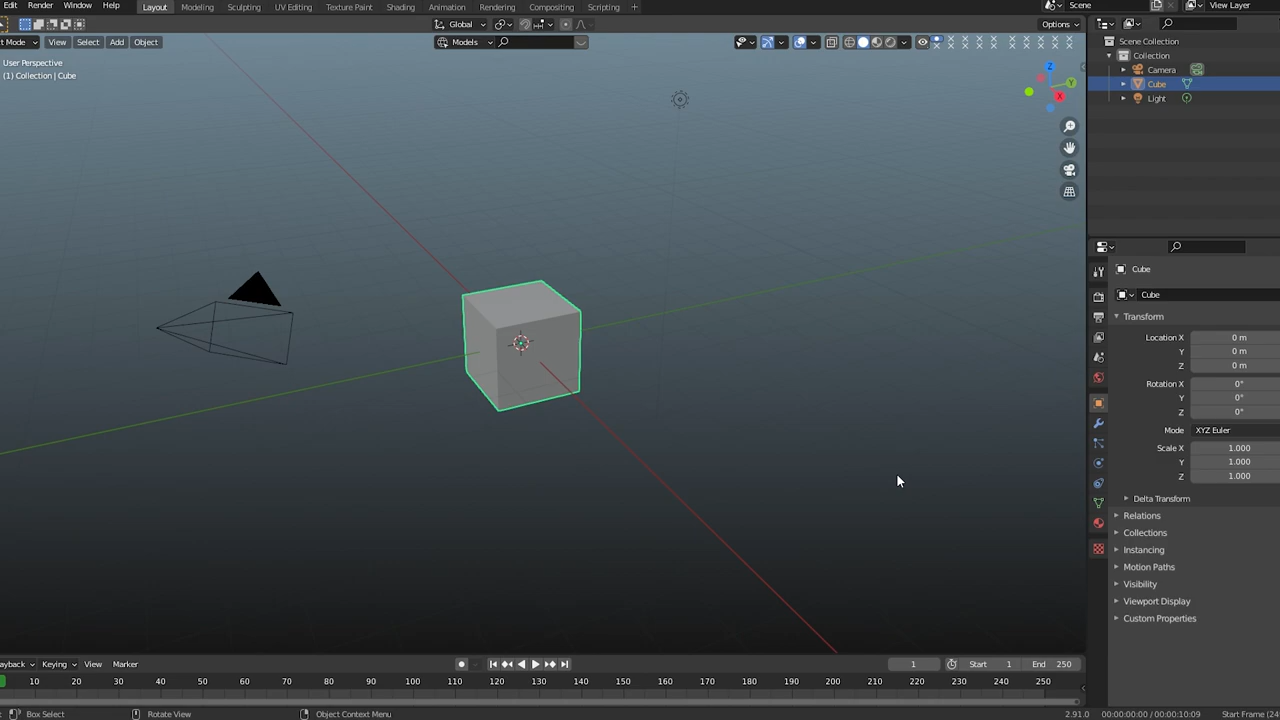 Edit Render Window Help Layout Modeling Sculpting UV Editing Texture Paint Shading Animation Rendering Compositing Scripting + Scene View Layer
Global Options
t Mode View Select Add Object Models
User Perspective
(1) Collection | Cube
Z
Y
X
Scene Collection
Collection
Camera
Cube
Light
Cube
Cube
Transform
Location X 0 m
Y 0 m
Z 0 m
Rotation X 0°
Y 0°
Z 0°
Mode XYZ Euler
Scale X 1.000
Y 1.000
Z 1.000
Delta Transform
Relations
Collections
Instancing
Motion Paths
Visibility
Viewport Display
Custom Properties
ayback Keying View Marker 1 Start 1 End 250
10 20 30 40 50 60 70 80 90 100 110 120 130 140 150 160 170 180 190 200 210 220 230 240 250
Box Select Rotate View Object Context Menu 2.91.0 00:00:00:00 / 00:00:10:09 Start Frame (24